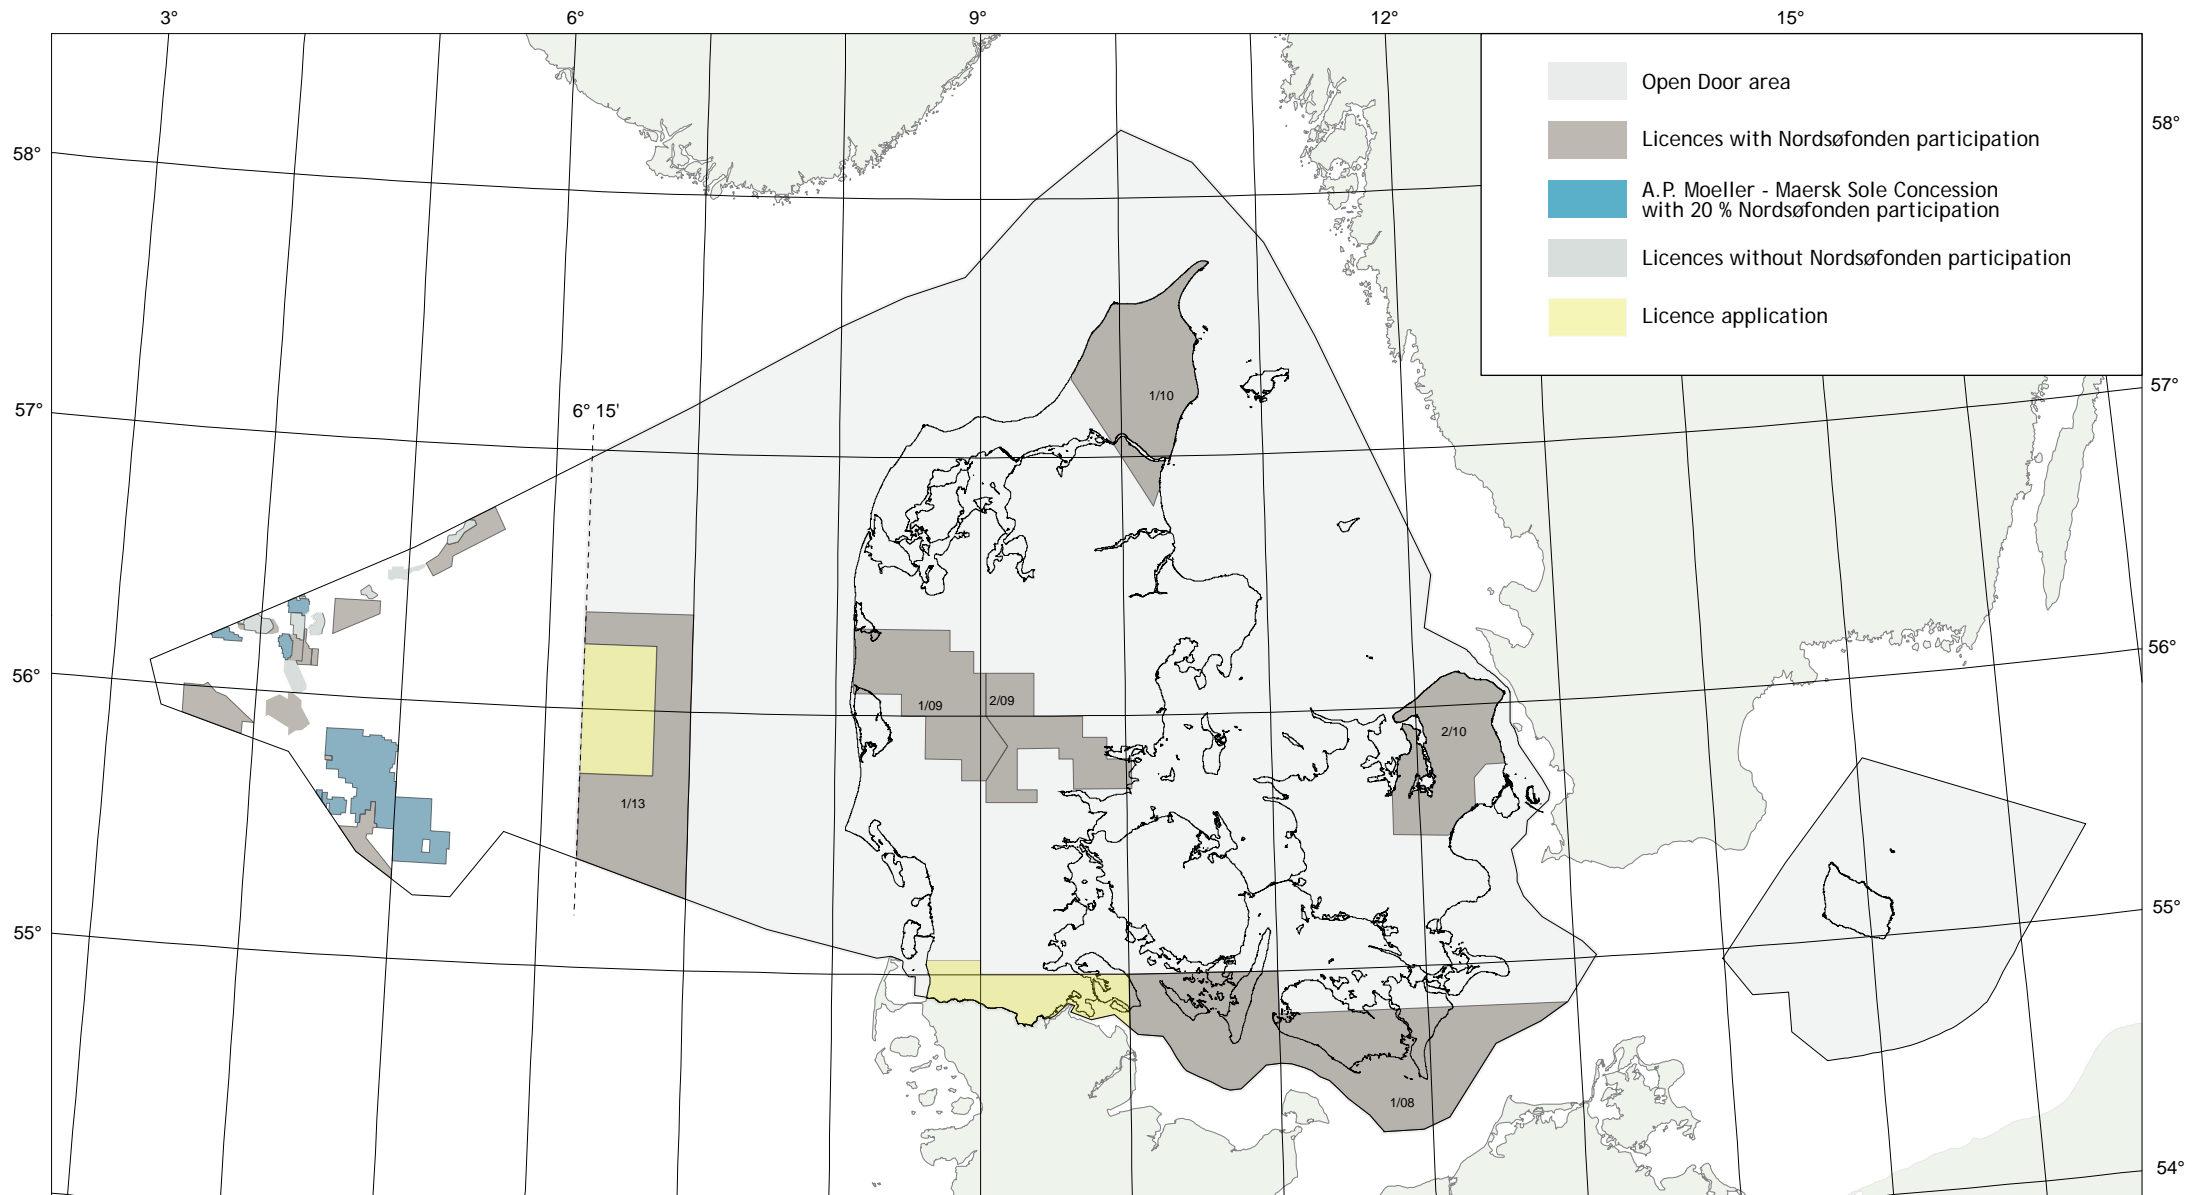 3° 6° 9° 12° 15°
Open Door area
58° 58°
Licences with Nordsøfonden participation
A.P. Moeller - Maersk Sole Concession
with 20 % Nordsøfonden participation
Licences without Nordsøfonden participation
Licence application
57° 57°
1/10
6° 15'
56° 56°
1/09 2/09
2/10
1/13
55° 55°
1/08
54°